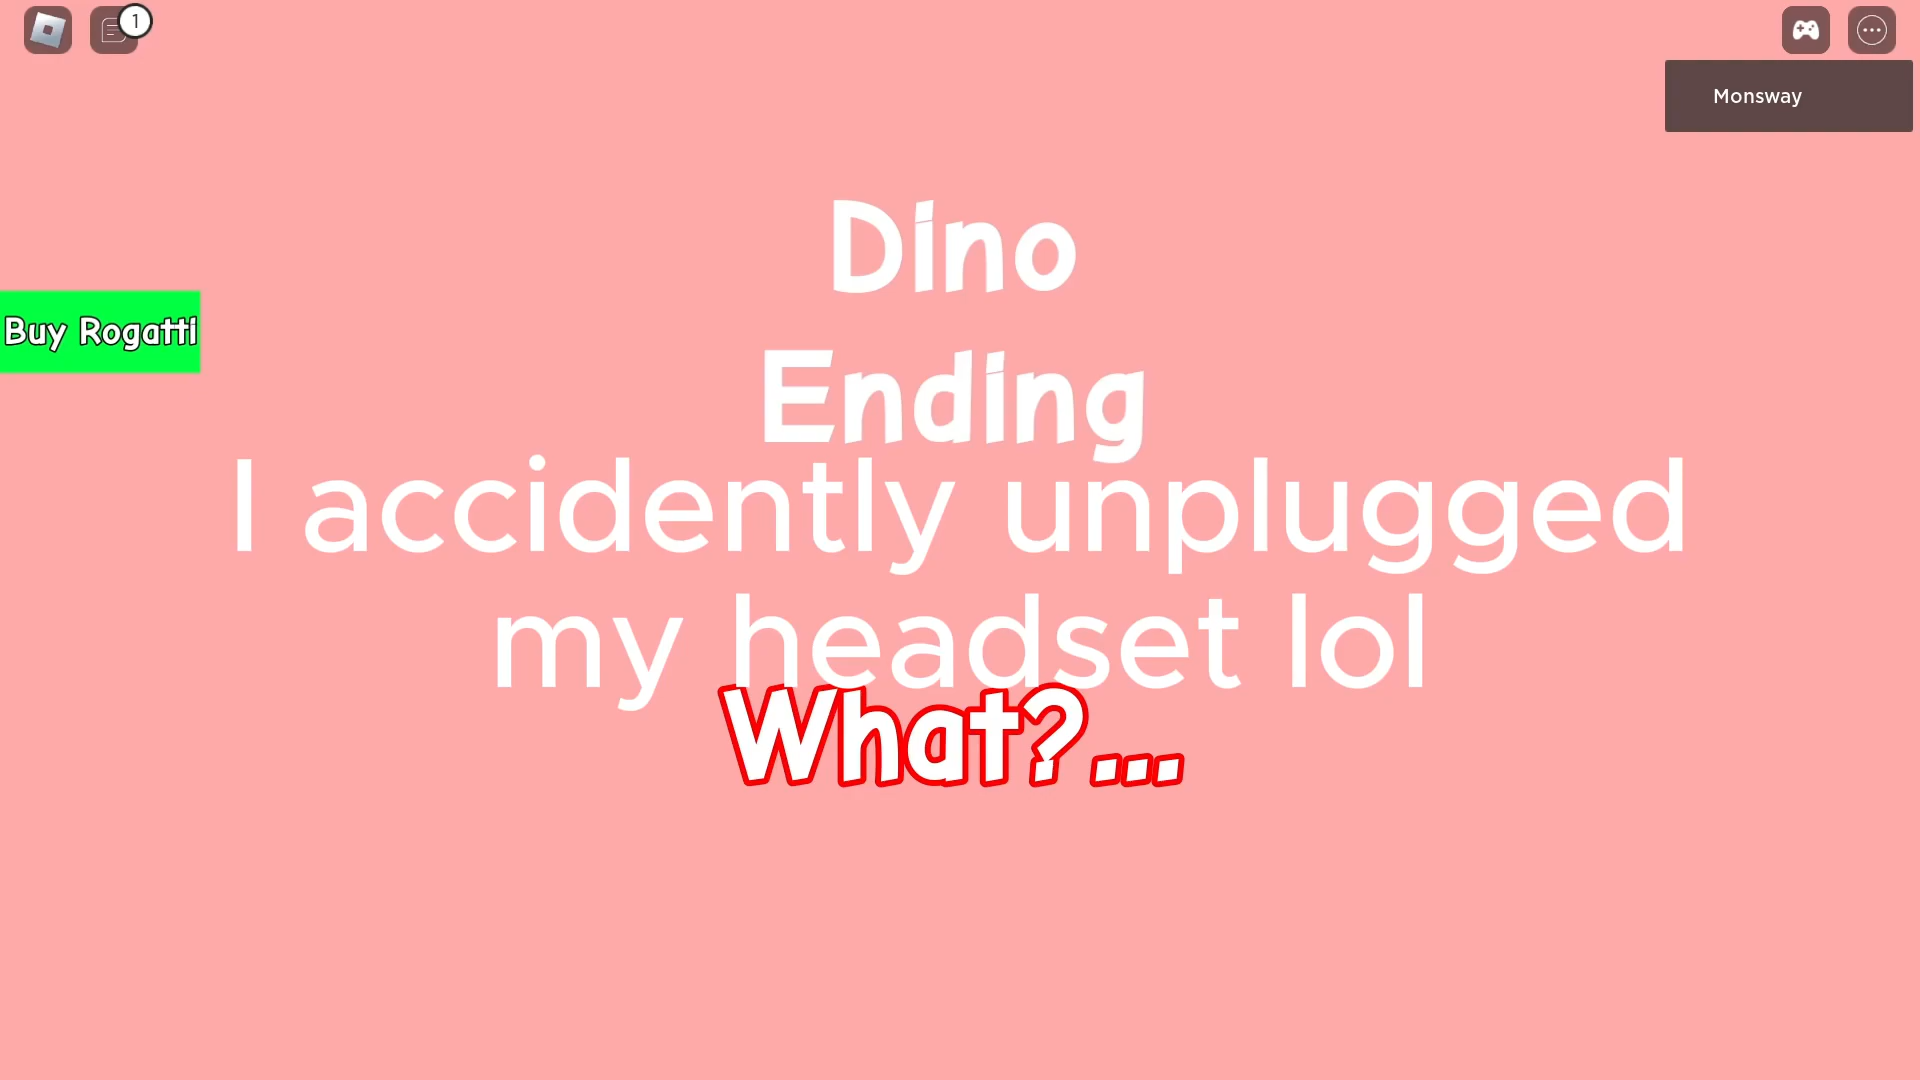 1
Monsway
Dino
Ending
Buy Rogatti
I accidently unplugged
my headset lol
What?...